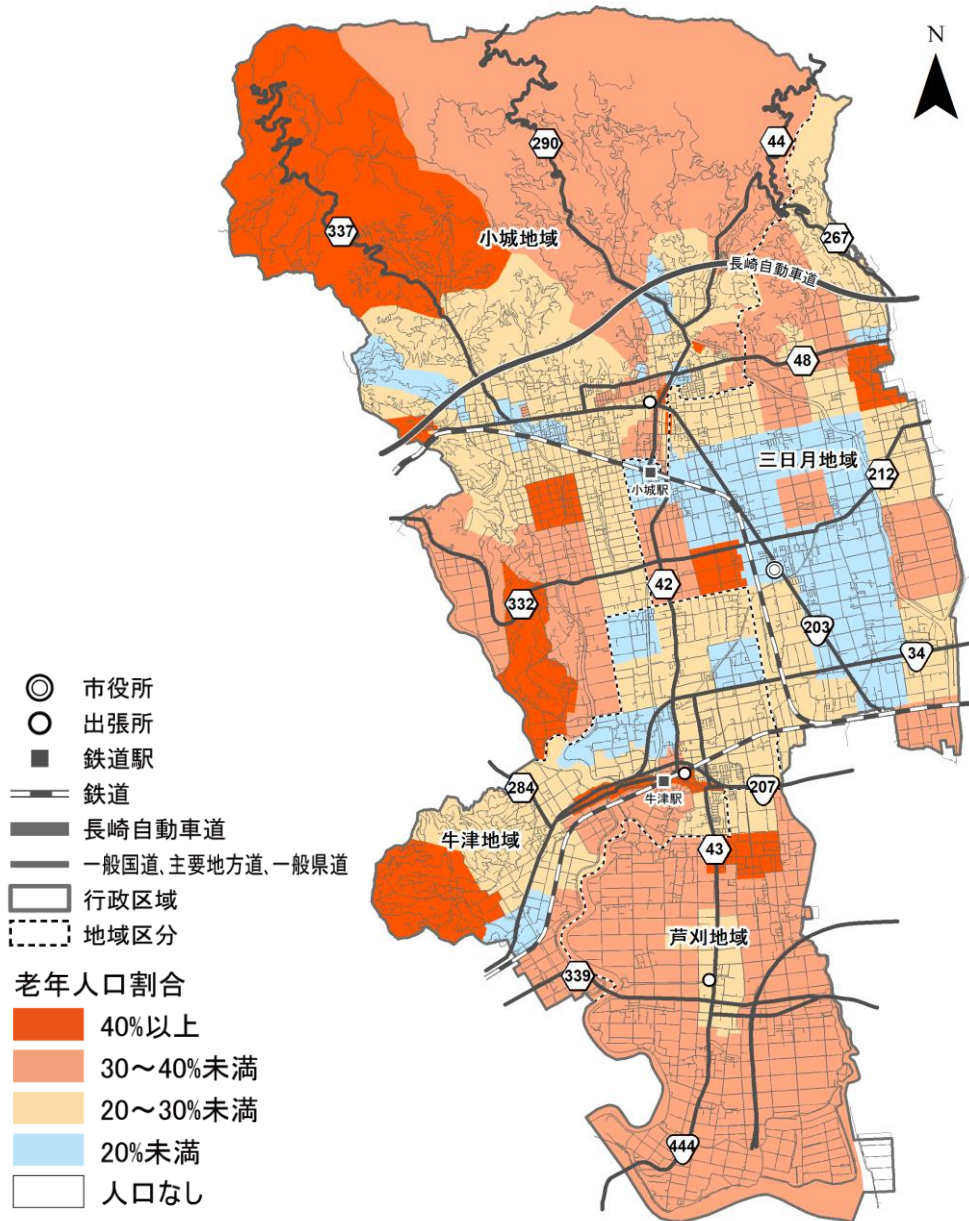 N
290
44
337
小城地域
267
長崎自動車道
48
三日月地域
212
小城駅
332
42
203
34
284
牛津駅
207
牛津地域
43
芦刈地域
339
444
市役所
出張所
鉄道駅
鉄道
長崎自動車道
一般国道、主要地方道、一般県道
行政区域
地域区分
老年人口割合
40%以上
30～40%未満
20～30%未満
20%未満
人口なし